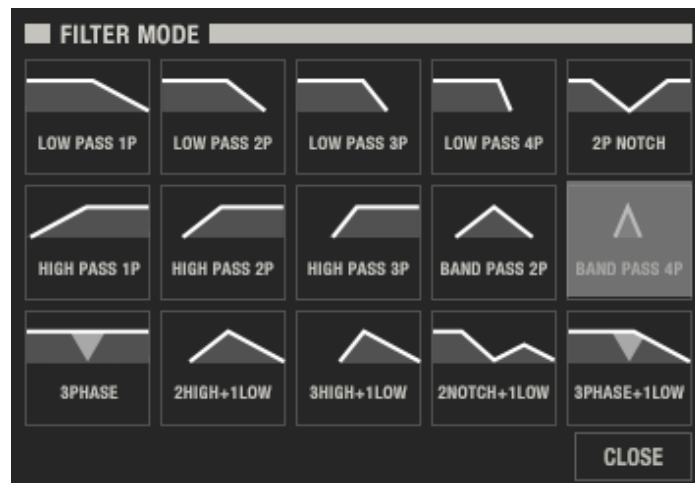 FILTER MODE
LOW PASS 1P
LOW PASS 2P
LOW PASS 3P
LOW PASS 4P
2P NOTCH
HIGH PASS 1P
HIGH PASS 2P
HIGH PASS 3P
BAND PASS 2P
BAND PASS 4P
3PHASE
2HIGH+1LOW
3HIGH+1LOW
2NOTCH+1LOW
3PHASE+1LOW
CLOSE